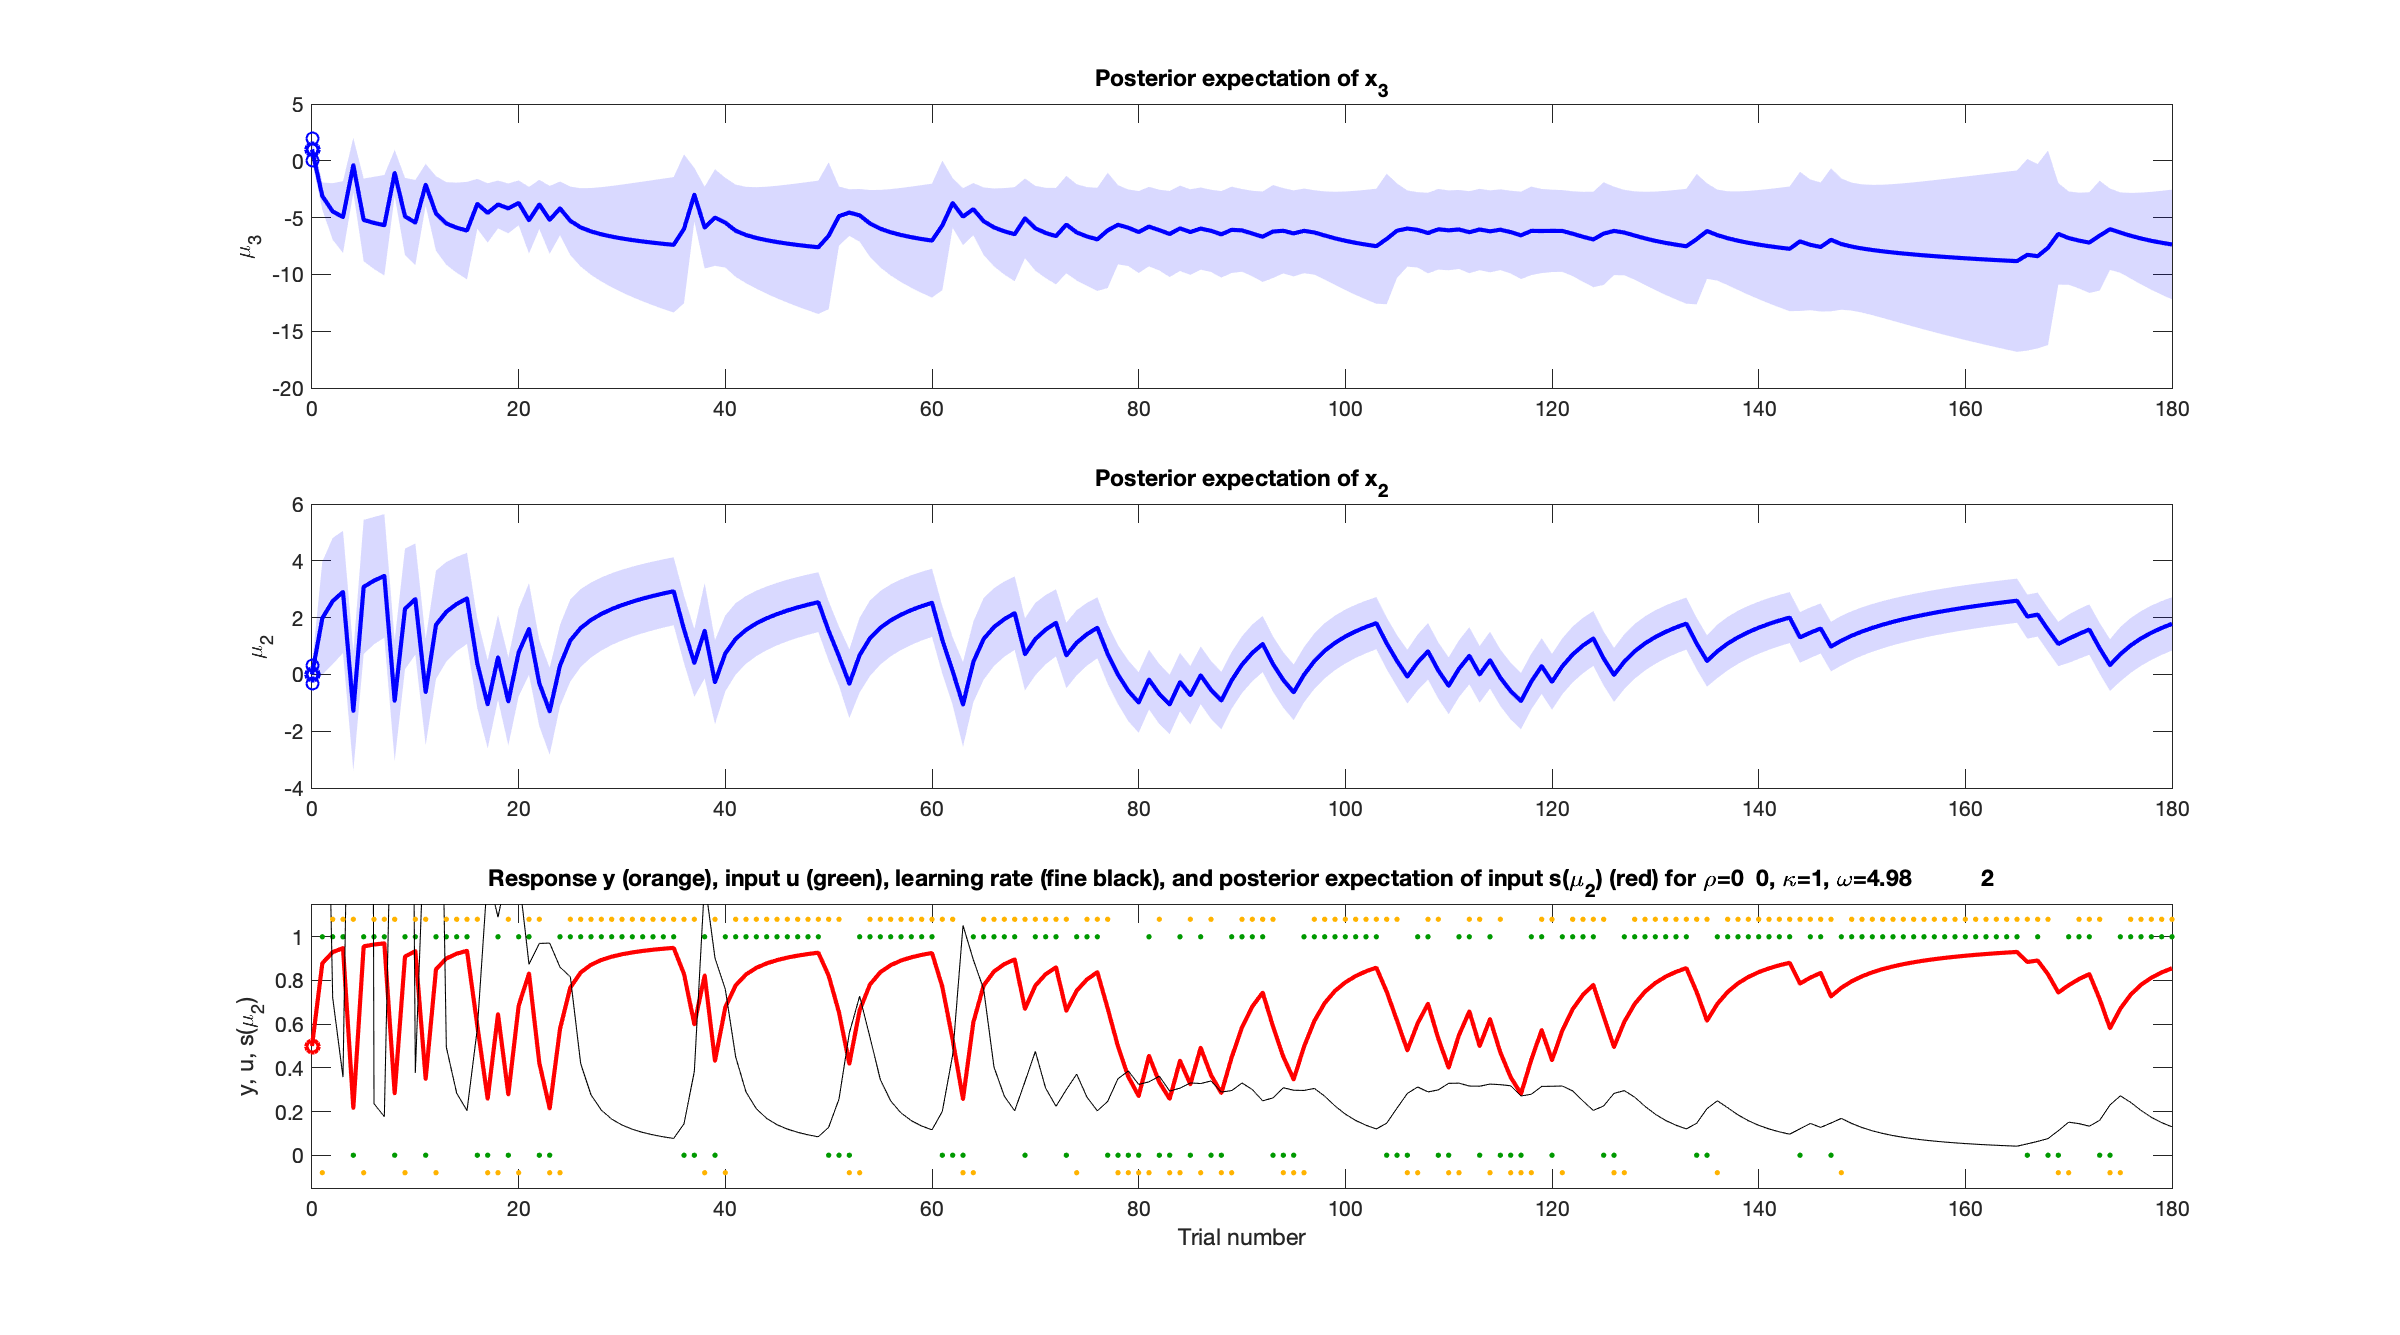 Posterior expectation of x3
μ3
5
0
-5
-10
-15
-20
0 20 40 60 80 100 120 140 160 180
Posterior expectation of x2
μ2
6
4
2
0
-2
-4
0 20 40 60 80 100 120 140 160 180
Response y (orange), input u (green), learning rate (fine black), and posterior expectation of input s(μ2) (red) for ρ=0 0, κ=1, ω=4.98 2
y, u, s(μ2)
1
0.8
0.6
0.4
0.2
0
0 20 40 60 80 100 120 140 160 180
Trial number